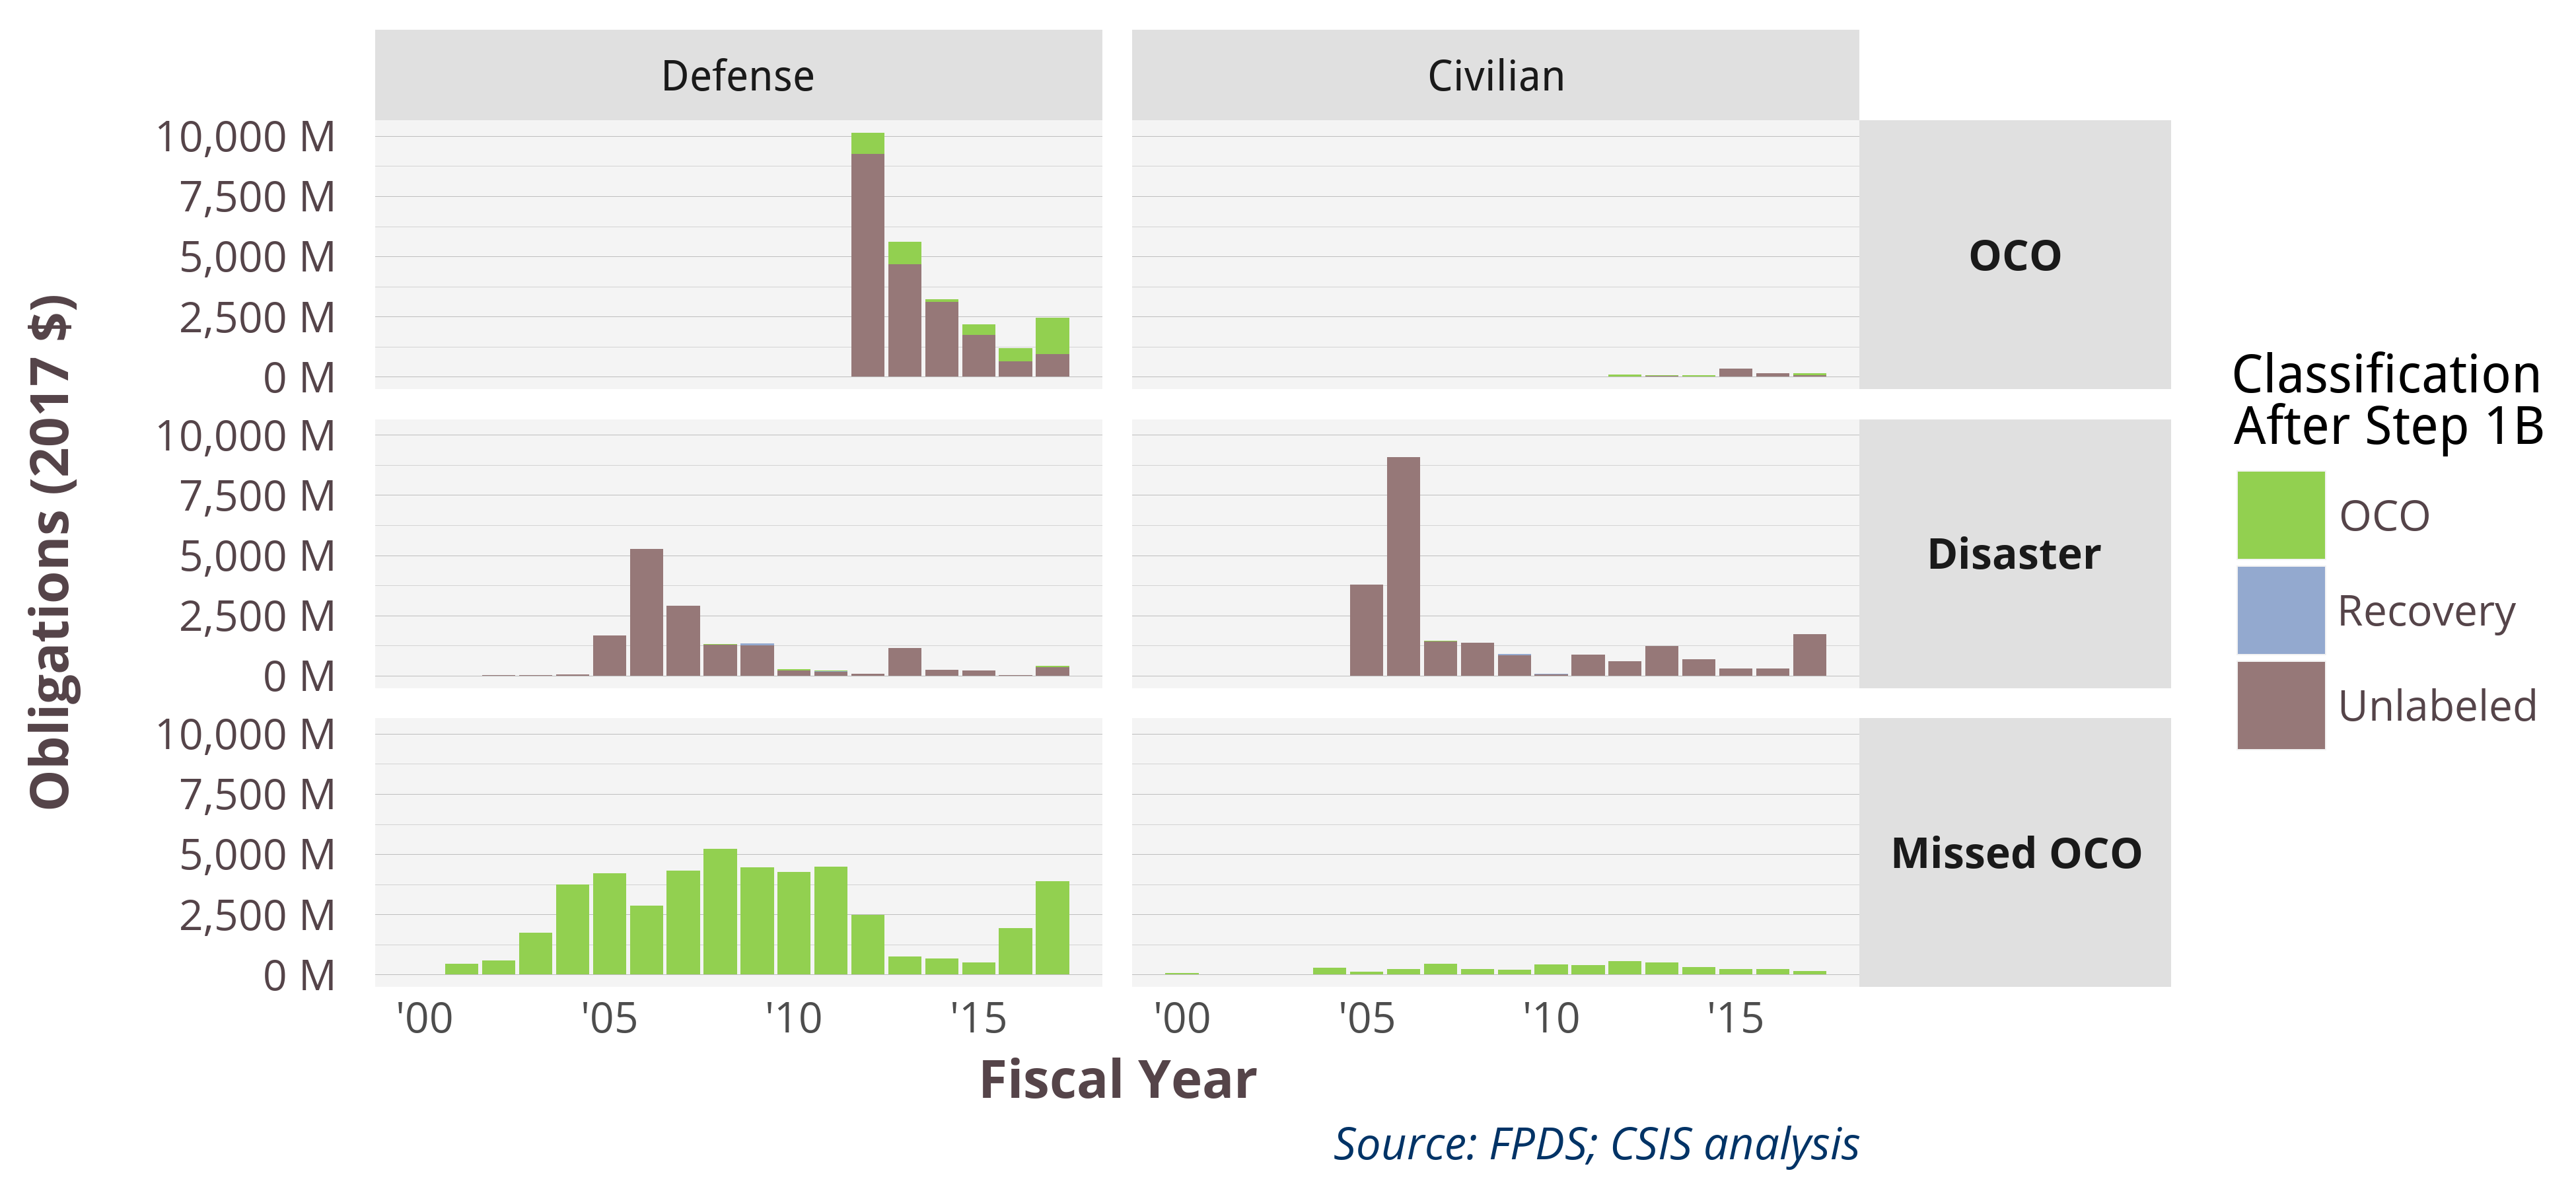 Defense
Civilian
10,000 M
7,500 M
5,000 M
2,500 M
0 M
OCO
10,000 M
7,500 M
5,000 M
2,500 M
0 M
Disaster
10,000 M
7,500 M
5,000 M
2,500 M
0 M
Missed OCO
Obligations (2017 $)
'00 '05 '10 '15
'00 '05 '10 '15
Fiscal Year
Classification
After Step 1B
OCO
Recovery
Unlabeled
Source: FPDS; CSIS analysis